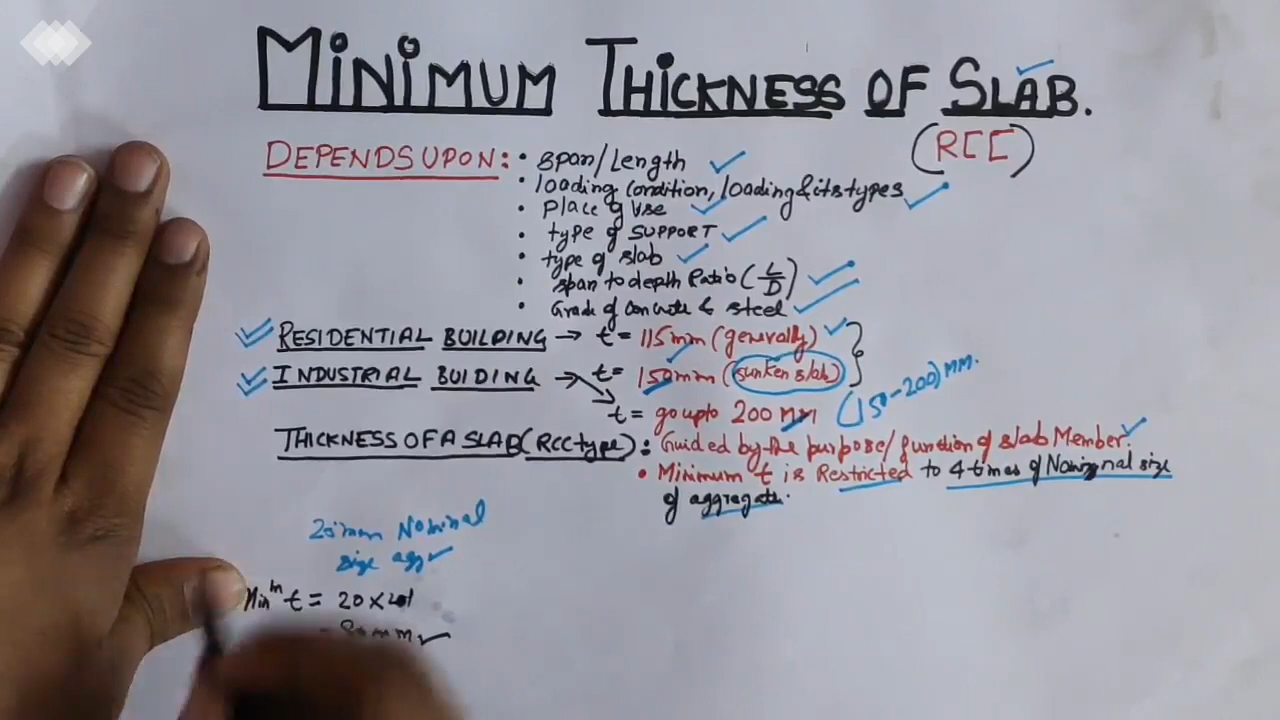 MINIMUM THICKNESS OF SLAB.
(RCC)
DEPENDS UPON:
• span/Length
• loading condition, loading & its types
• Place of Use
• type of SUPPORT
• type of slab
• span to depth Ratio (L/D)
• Grade of Concrete & steel
RESIDENTIAL BUILDING → t = 115mm (generally)
INDUSTRIAL BUIDING → t = 150mm (sunken slab)
t = go upto 200 MM (150-200) MM.
THICKNESS OF A SLAB (RCC type): Guided by the purpose/function of slab Member.
• Minimum t is Restricted to 4 times of Nominal size
of aggregate.
20mm Nominal
size agg
Minm t = 20 X
80mm